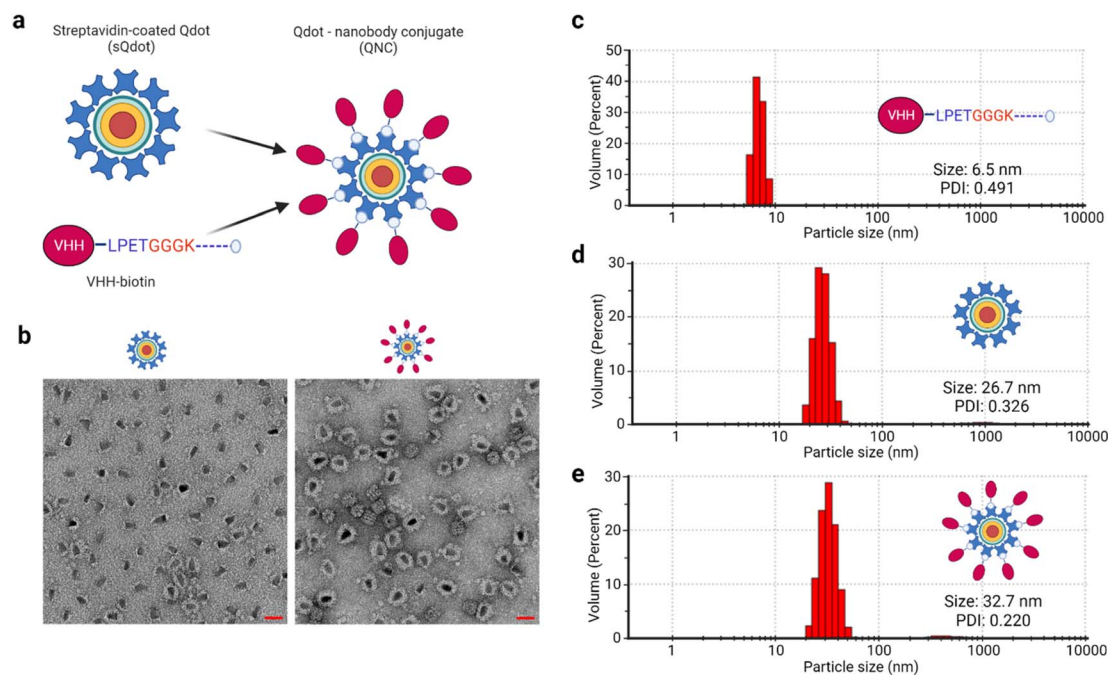 a
Streptavidin-coated Qdot
(sQdot)
Qdot - nanobody conjugate
(QNC)
VHH
LPETGGGK
VHH-biotin
b
c
50
40
30
20
10
0
Volume (Percent)
VHH
LPETGGGK
Size: 6.5 nm
PDI: 0.491
1 10 100 1000 10000
Particle size (nm)
d
30
20
10
0
Volume (Percent)
Size: 26.7 nm
PDI: 0.326
1 10 100 1000 10000
Particle size (nm)
e
30
20
10
0
Volume (Percent)
Size: 32.7 nm
PDI: 0.220
1 10 100 1000 10000
Particle size (nm)